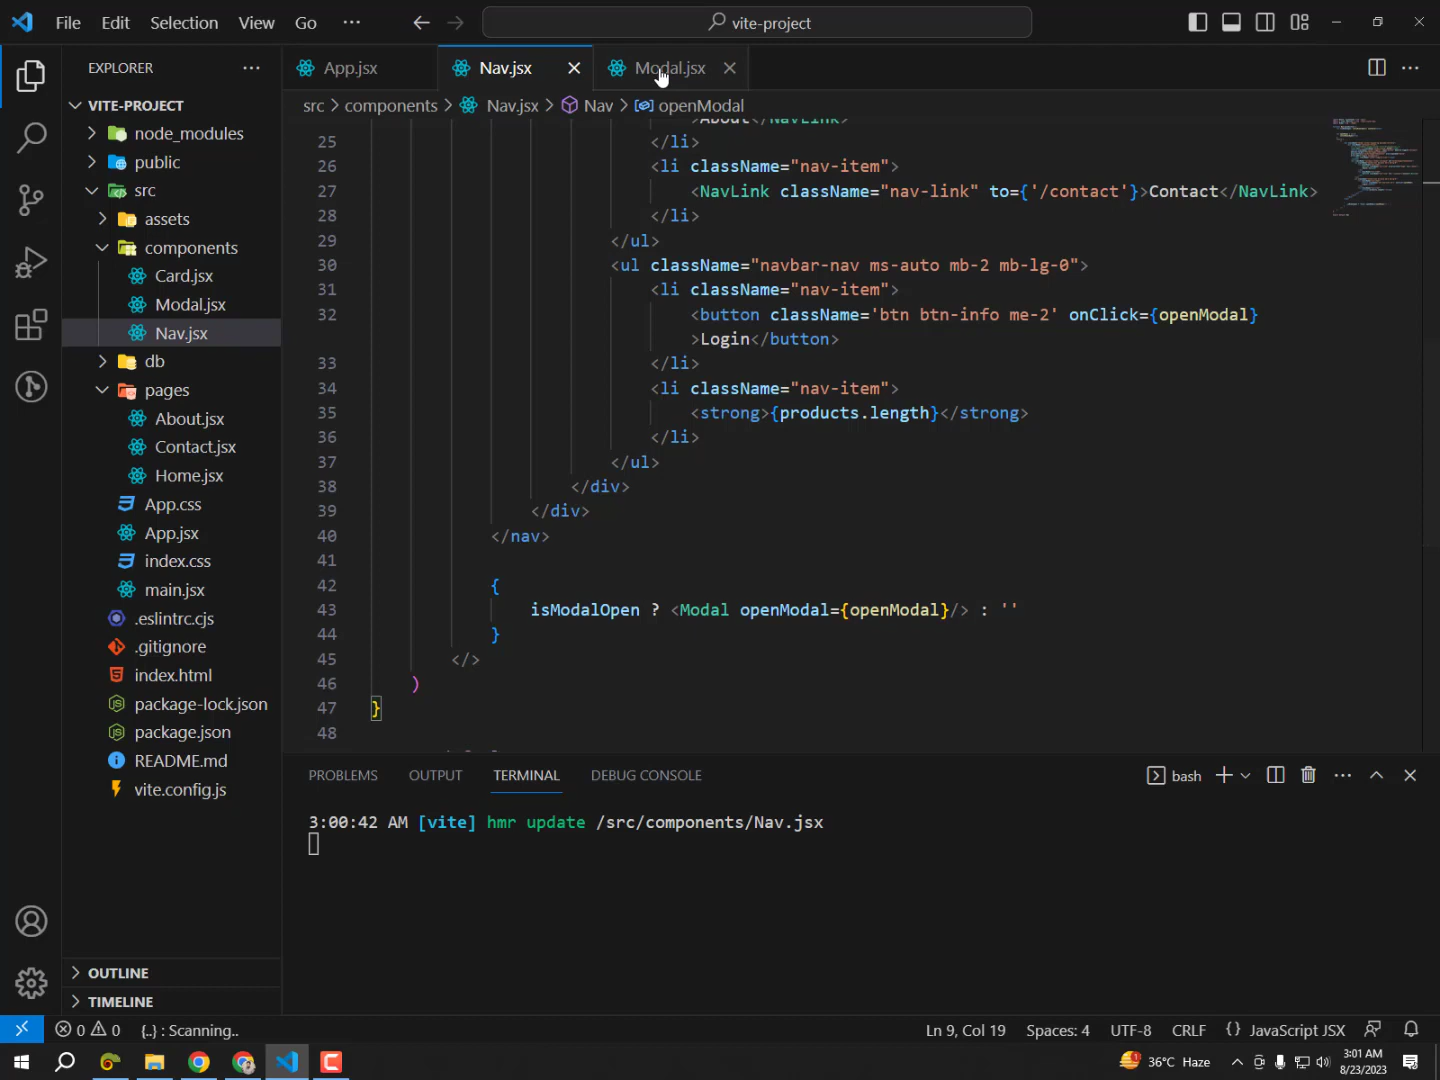 File Edit Selection View Go ··· vite-project
EXPLORER
App.jsx Nav.jsx Modal.jsx
src > components > Nav.jsx > Nav > openModal
VITE-PROJECT
node_modules
public
src
assets
components
Card.jsx
Modal.jsx
Nav.jsx
db
pages
About.jsx
Contact.jsx
Home.jsx
App.css
App.jsx
index.css
main.jsx
.eslintrc.cjs
.gitignore
index.html
package-lock.json
package.json
README.md
vite.config.js
OUTLINE
TIMELINE
>About</NavLink>
25 </li>
26 <li className="nav-item">
27 <NavLink className="nav-link" to={'/contact'}>Contact</NavLink>
28 </li>
29 </ul>
30 <ul className="navbar-nav ms-auto mb-2 mb-lg-0">
31 <li className="nav-item">
32 <button className='btn btn-info me-2' onClick={openModal}
>Login</button>
33 </li>
34 <li className="nav-item">
35 <strong>{products.length}</strong>
36 </li>
37 </ul>
38 </div>
39 </div>
40 </nav>
41
42 {
43 isModalOpen ? <Modal openModal={openModal}/> : ''
44 }
45 </>
46 )
47 }
48
PROBLEMS OUTPUT TERMINAL DEBUG CONSOLE bash
3:00:42 AM [vite] hmr update /src/components/Nav.jsx
0 0 {..} : Scanning.. Ln 9, Col 19 Spaces: 4 UTF-8 CRLF {} JavaScript JSX
1 36°C Haze 3:01 AM
8/23/2023